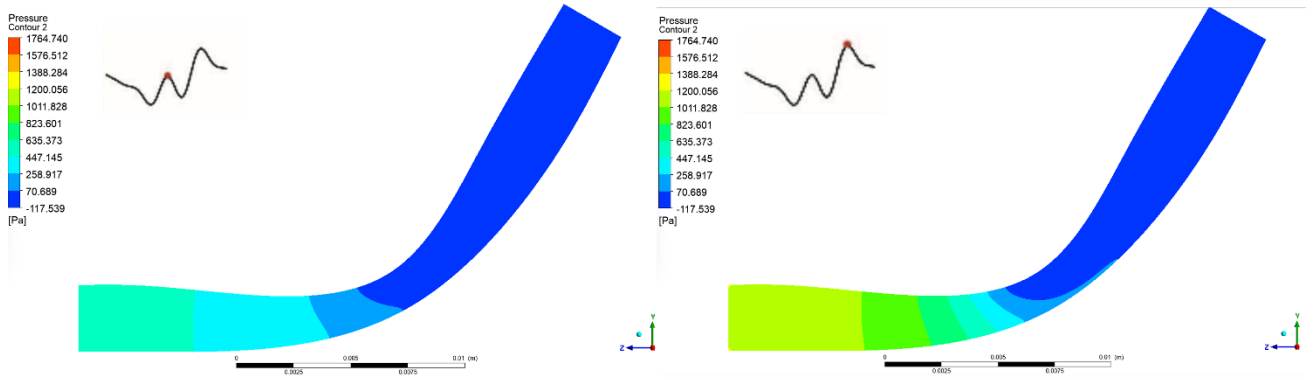 Pressure
Contour 2
1764.740
1576.512
1388.284
1200.056
1011.828
823.601
635.373
447.145
258.917
70.689
-117.539
[Pa]
0
0.005
0.01 (m)
0.0025
0.0075
Y
Z
Pressure
Contour 2
1764.740
1576.512
1388.284
1200.056
1011.828
823.601
635.373
447.145
258.917
70.689
-117.539
[Pa]
0
0.005
0.01 (m)
0.0025
0.0075
Y
Z